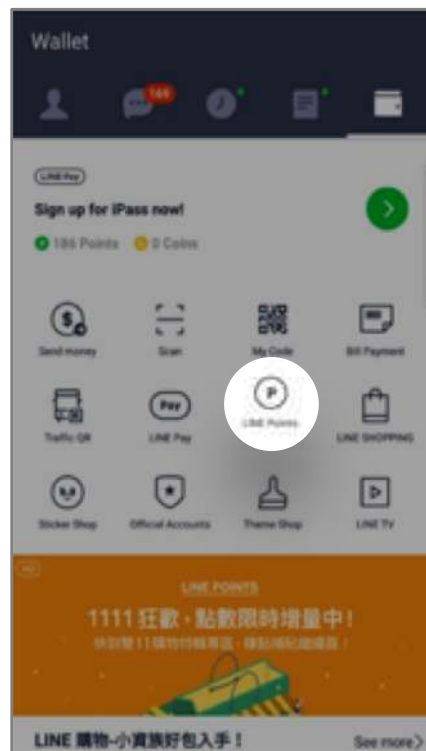 Wallet
169
LINE Pay
Sign up for iPass now!
186 Points 0 Coins
Send money Scan My Code Bill Payment
Traffic QR Pay LINE Pay P LINE Points LINE SHOPPING
Sticker Shop Official Accounts Theme Shop LINE TV
AD
LINE POINTS
1111 狂歡，點數限時增量中！
LINE 購物-小資族好包入手！ See more